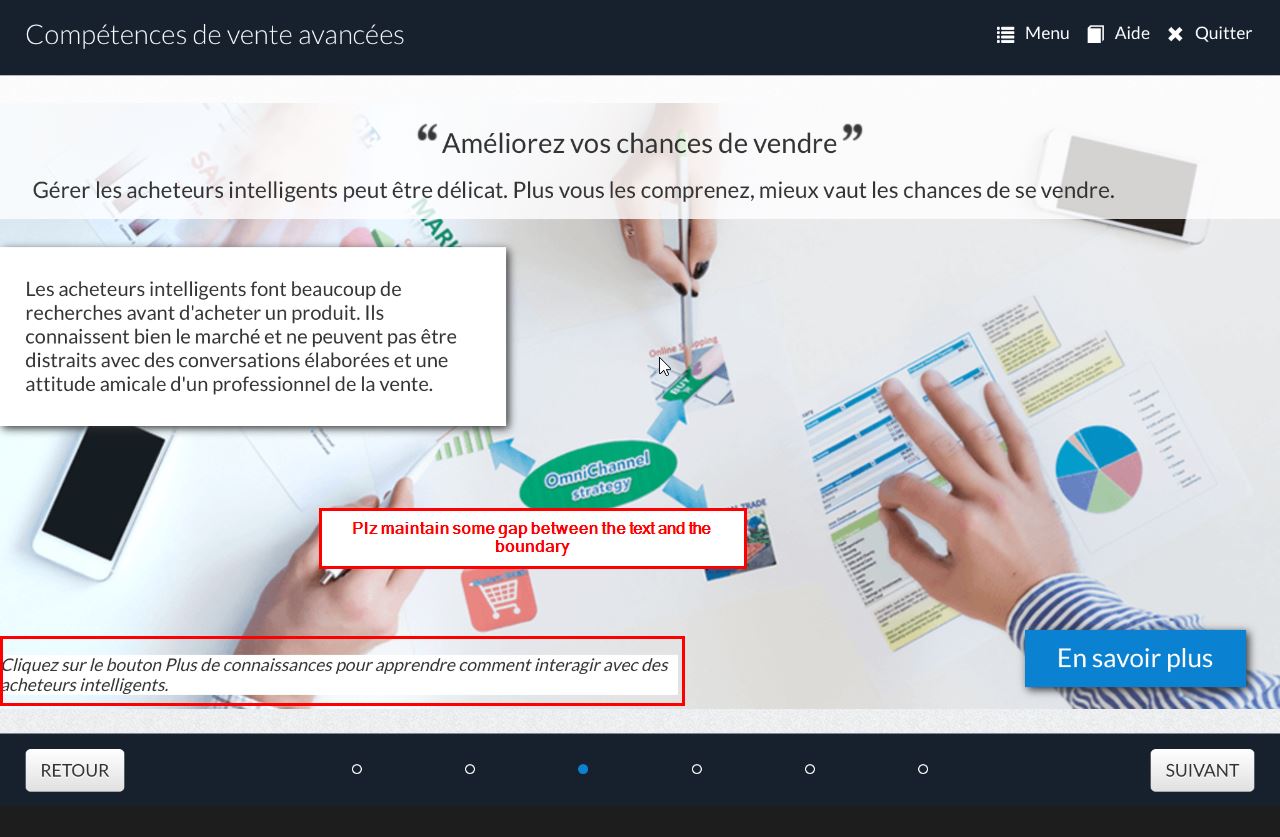 Compétences de vente avancées
Menu
Aide
Quitter
“ Améliorez vos chances de vendre ”
Gérer les acheteurs intelligents peut être délicat. Plus vous les comprenez, mieux vaut les chances de se vendre.
Les acheteurs intelligents font beaucoup de
recherches avant d'acheter un produit. Ils
connaissent bien le marché et ne peuvent pas être
distraits avec des conversations élaborées et une
attitude amicale d'un professionnel de la vente.
Online Shopping
BUY
OmniChannel
strategy
Plz maintain some gap between the text and the
boundary
Cliquez sur le bouton Plus de connaissances pour apprendre comment interagir avec des
acheteurs intelligents.
En savoir plus
RETOUR
SUIVANT